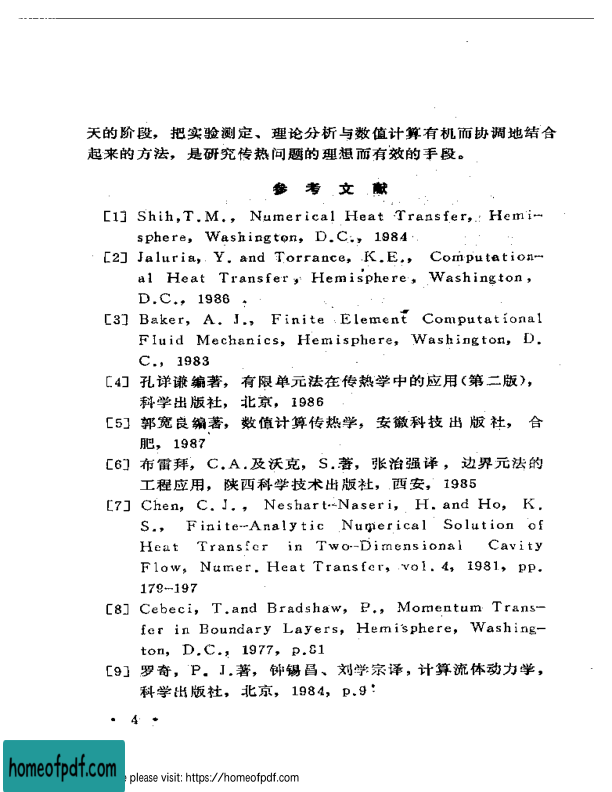 天的阶段，把实验测定、理论分析与数值计算有机而协调地结合
起来的方法，是研究传热问题的理想而有效的手段。
参考文献
[1] Shih,T.M., Numerical Heat Transfer, Hemi-
sphere, Washington, D.C., 1984
[2] Jaluria, Y. and Torrance, K.E., Computation-
al Heat Transfer, Hemisphere, Washington,
D.C., 1986
[3] Baker, A. J., Finite Element Computational
Fluid Mechanics, Hemisphere, Washington, D.
C., 1983
[4] 孔详谦编著，有限单元法在传热学中的应用(第二版)，
科学出版社，北京，1986
[5] 郭宽良编著，数值计算传热学，安徽科技出版社，合
肥，1987
[6] 布雷拜，C.A.及沃克，S.著，张治强译，边界元法的
工程应用，陕西科学技术出版社，西安，1985
[7] Chen, C. J., Neshart-Naseri, H. and Ho, K.
S., Finite-Analytic Numerical Solution of
Heat Transfer in Two-Dimensional Cavity
Flow, Numer. Heat Transfer, vol. 4, 1981, pp.
179-197
[8] Cebeci, T.and Bradshaw, P., Momentum Trans-
fer in Boundary Layers, Hemisphere, Washing-
ton, D.C., 1977, p.81
[9] 罗奇，P. J.著，钟锡昌、刘学宗译，计算流体动力学，
科学出版社，北京，1984，p.9
• 4 •
homeofpdf.com
please visit: https://homeofpdf.com